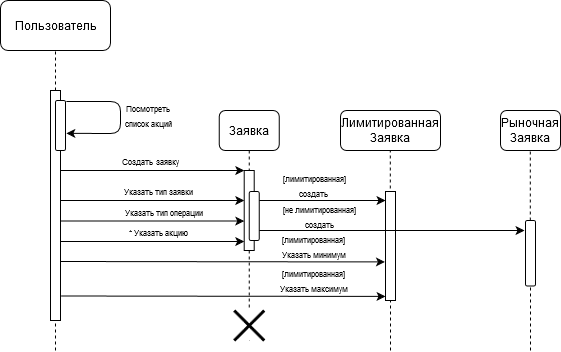 Пользователь
Посмотреть
список акций
Заявка
Лимитированная
Заявка
Рыночная
Заявка
Создать заявку
[лимитированная]
Указать тип заявки
создать
[не лимитированная]
Указать тип операции
создать
* Указать акцию
[лимитированная]
Указать минимум
[лимитированная]
Указать максимум